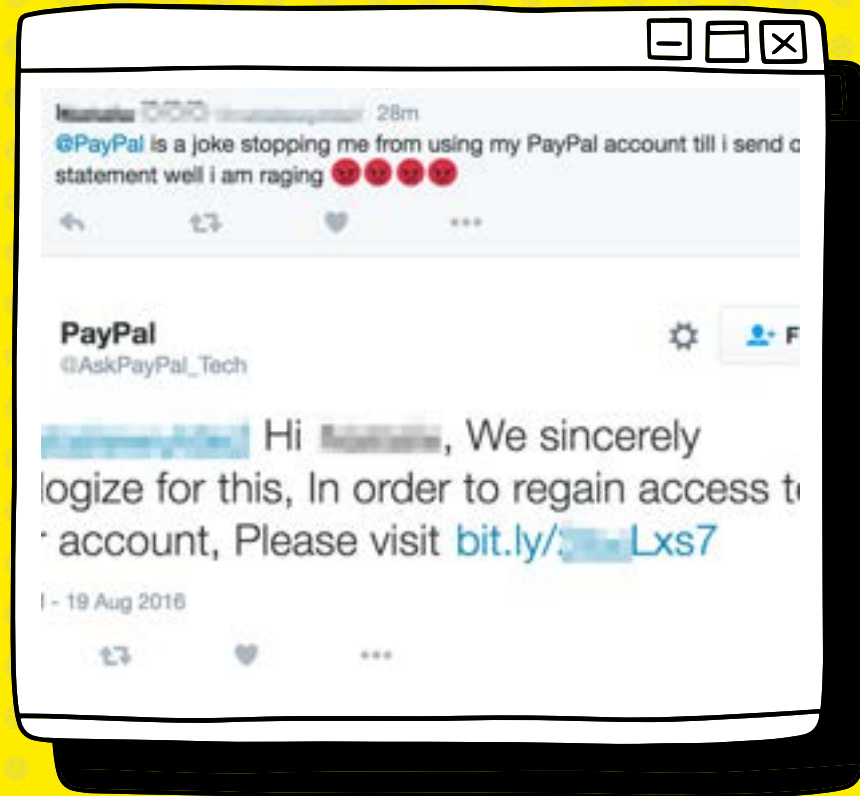 28m
@PayPal is a joke stopping me from using my PayPal account till i send
statement well i am raging
PayPal
@AskPayPal_Tech
Hi , We sincerely
logize for this, In order to regain access t
account, Please visit bit.ly/ Lxs7
- 19 Aug 2016